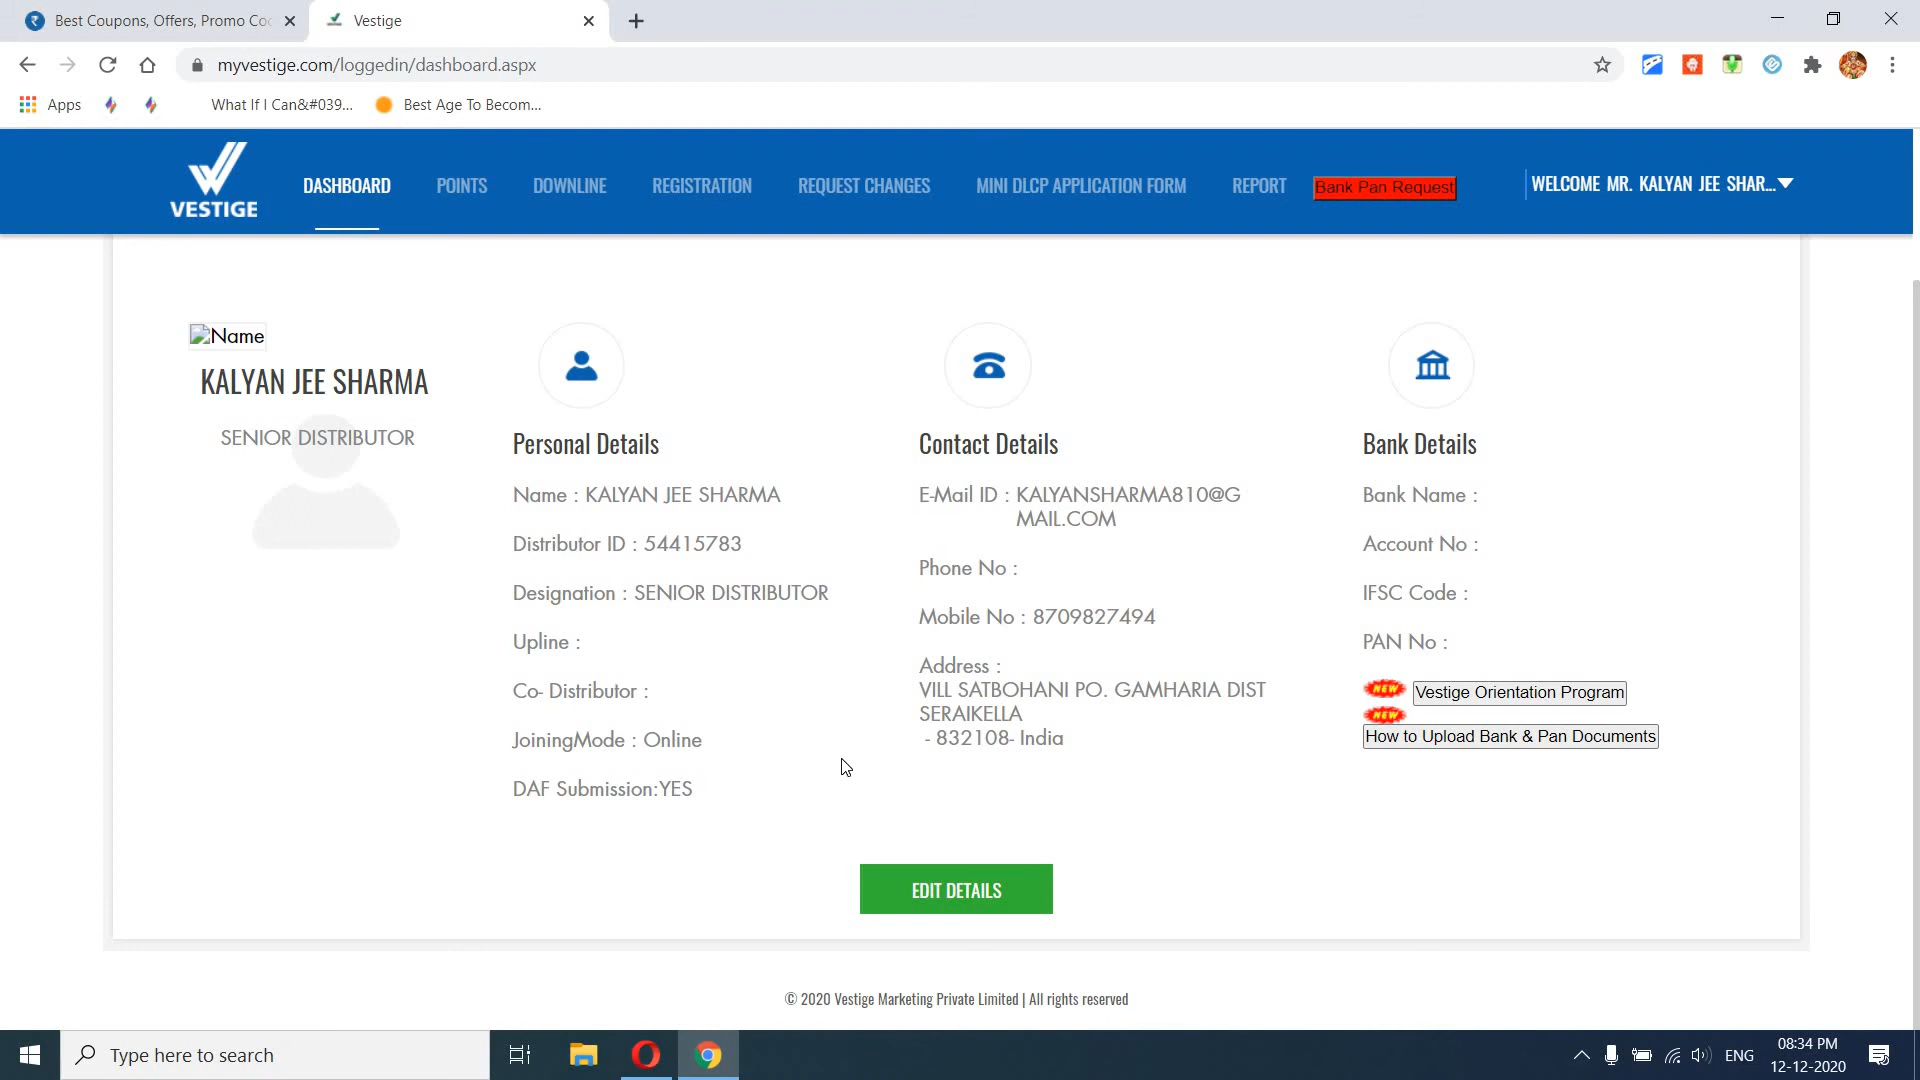 Best Coupons, Offers, Promo Co
Vestige
myvestige.com/loggedin/dashboard.aspx
Apps
What If I Can&#039...
Best Age To Becom...
VESTIGE
DASHBOARD
POINTS
DOWNLINE
REGISTRATION
REQUEST CHANGES
MINI DLCP APPLICATION FORM
REPORT
Bank Pan Request
WELCOME MR. KALYAN JEE SHAR...
Name
KALYAN JEE SHARMA
SENIOR DISTRIBUTOR
Personal Details
Name : KALYAN JEE SHARMA
Distributor ID : 54415783
Designation : SENIOR DISTRIBUTOR
Upline :
Co- Distributor :
JoiningMode : Online
DAF Submission:YES
Contact Details
E-Mail ID : KALYANSHARMA810@G
MAIL.COM
Phone No :
Mobile No : 8709827494
Address :
VILL SATBOHANI PO. GAMHARIA DIST
SERAIKELLA
- 832108- India
Bank Details
Bank Name :
Account No :
IFSC Code :
PAN No :
NEW Vestige Orientation Program
NEW
How to Upload Bank & Pan Documents
EDIT DETAILS
© 2020 Vestige Marketing Private Limited | All rights reserved
Type here to search
ENG
08:34 PM
12-12-2020